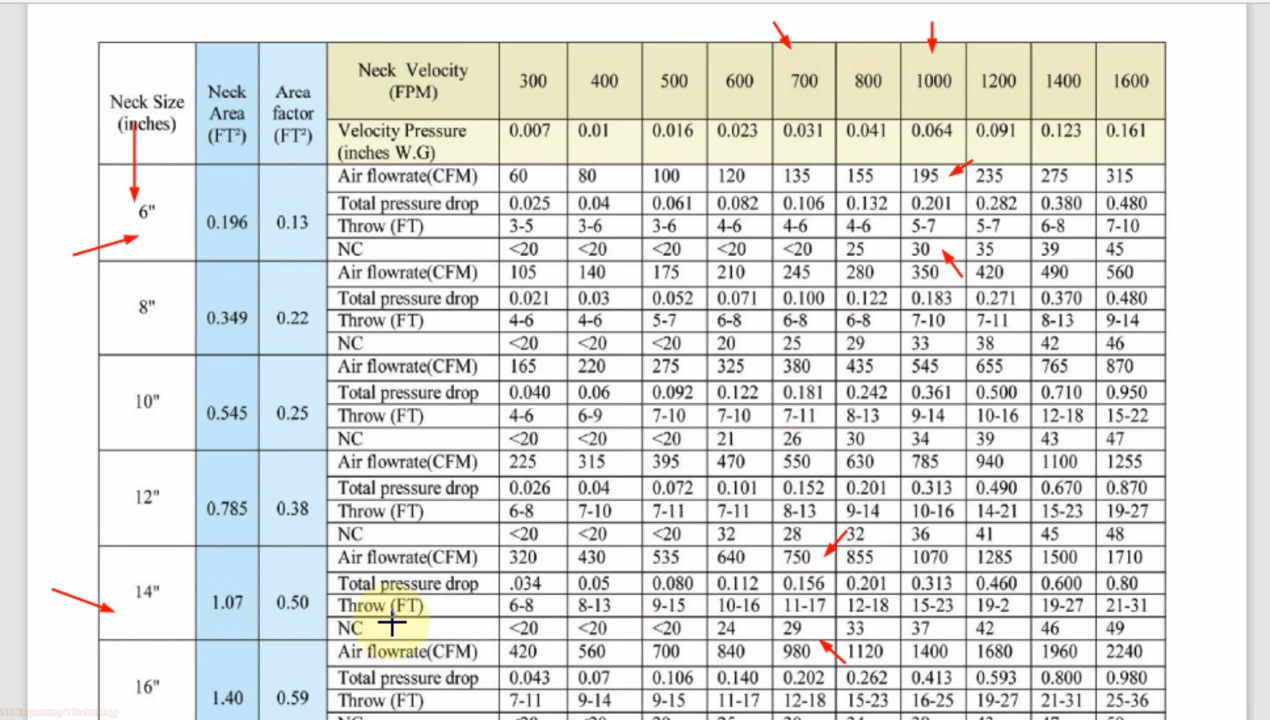 Neck Size (inches) Neck Area (FT²) Area factor (FT²) Neck Velocity (FPM) 300 400 500 600 700 800 1000 1200 1400 1600
Velocity Pressure (inches W.G) 0.007 0.01 0.016 0.023 0.031 0.041 0.064 0.091 0.123 0.161
6" 0.196 0.13 Air flowrate(CFM) 60 80 100 120 135 155 195 235 275 315
Total pressure drop 0.025 0.04 0.061 0.082 0.106 0.132 0.201 0.282 0.380 0.480
Throw (FT) 3-5 3-6 3-6 4-6 4-6 4-6 5-7 5-7 6-8 7-10
NC <20 <20 <20 <20 <20 25 30 35 39 45
8" 0.349 0.22 Air flowrate(CFM) 105 140 175 210 245 280 350 420 490 560
Total pressure drop 0.021 0.03 0.052 0.071 0.100 0.122 0.183 0.271 0.370 0.480
Throw (FT) 4-6 4-6 5-7 6-8 6-8 6-8 7-10 7-11 8-13 9-14
NC <20 <20 <20 20 25 29 33 38 42 46
10" 0.545 0.25 Air flowrate(CFM) 165 220 275 325 380 435 545 655 765 870
Total pressure drop 0.040 0.06 0.092 0.122 0.181 0.242 0.361 0.500 0.710 0.950
Throw (FT) 4-6 6-9 7-10 7-10 7-11 8-13 9-14 10-16 12-18 15-22
NC <20 <20 <20 21 26 30 34 39 43 47
12" 0.785 0.38 Air flowrate(CFM) 225 315 395 470 550 630 785 940 1100 1255
Total pressure drop 0.026 0.04 0.072 0.101 0.152 0.201 0.313 0.490 0.670 0.870
Throw (FT) 6-8 7-10 7-11 7-11 8-13 9-14 10-16 14-21 15-23 19-27
NC <20 <20 <20 32 28 32 36 41 45 48
14" 1.07 0.50 Air flowrate(CFM) 320 430 535 640 750 855 1070 1285 1500 1710
Total pressure drop .034 0.05 0.080 0.112 0.156 0.201 0.313 0.460 0.600 0.80
Throw (FT) 6-8 8-13 9-15 10-16 11-17 12-18 15-23 19-2 19-27 21-31
NC <20 <20 <20 24 29 33 37 42 46 49
16" 1.40 0.59 Air flowrate(CFM) 420 560 700 840 980 1120 1400 1680 1960 2240
Total pressure drop 0.043 0.07 0.106 0.140 0.202 0.262 0.413 0.593 0.800 0.980
Throw (FT) 7-11 9-14 9-15 11-17 12-18 15-23 16-25 19-27 21-31 25-36